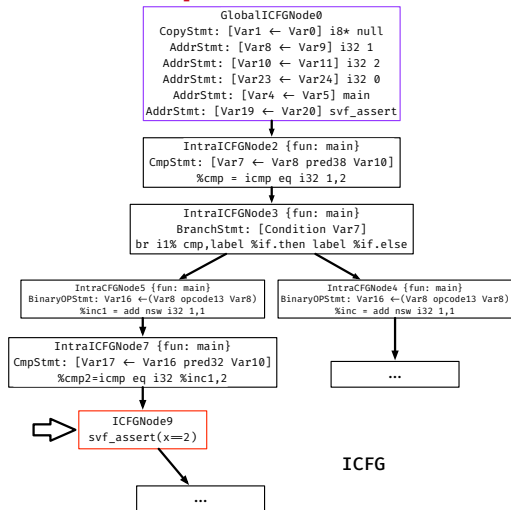 GlobalICFGNode0
CopyStmt: [Var1 ← Var0] i8* null
AddrStmt: [Var8 ← Var9] i32 1
AddrStmt: [Var10 ← Var11] i32 2
AddrStmt: [Var23 ← Var24] i32 0
AddrStmt: [Var4 ← Var5] main
AddrStmt: [Var19 ← Var20] svf_assert
IntraICFGNode2 {fun: main}
CmpStmt: [Var7 ← Var8 pred38 Var10]
%cmp = icmp eq i32 1,2
IntraICFGNode3 {fun: main}
BranchStmt: [Condition Var7]
br i1% cmp,label %if.then label %if.else
IntraCFGNode5 {fun: main}
BinaryOPStmt: Var16 ←(Var8 opcode13 Var8)
%inc1 = add nsw i32 1,1
IntraCFGNode4 {fun: main}
BinaryOPStmt: Var16 ←(Var8 opcode13 Var8)
%inc = add nsw i32 1,1
IntraICFGNode7 {fun: main}
CmpStmt: [Var17 ← Var16 pred32 Var10]
%cmp2=icmp eq i32 %inc1,2
...
ICFGNode9
svf_assert(x==2)
ICFG
...